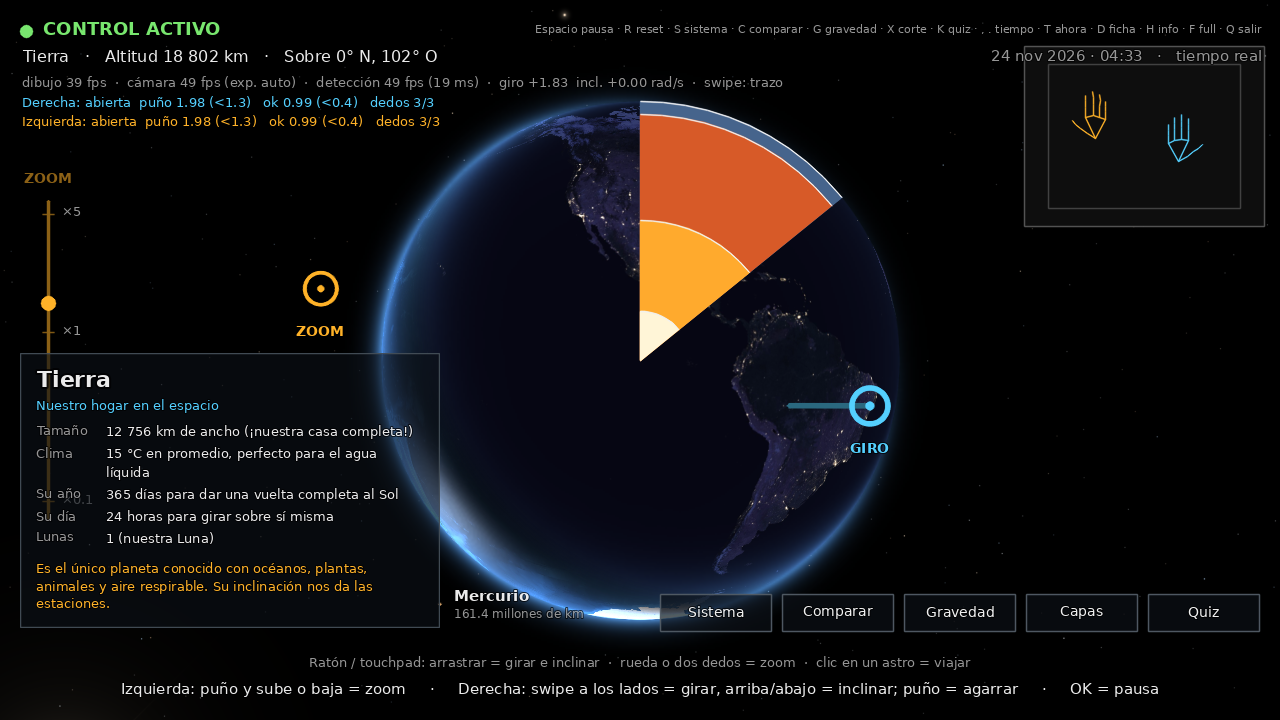 CONTROL ACTIVO
Espacio pausa · R reset · S sistema · C comparar · G gravedad · X corte · K quiz · , . tiempo · T ahora · D ficha · H info · F full · Q salir
Tierra · Altitud 18 802 km · Sobre 0° N, 102° O
24 nov 2026 · 04:33 · tiempo real
dibujo 39 fps · cámara 49 fps (exp. auto) · detección 49 fps (19 ms) · giro +1.83 incl. +0.00 rad/s · swipe: trazo
Derecha: abierta puño 1.98 (<1.3) ok 0.99 (<0.4) dedos 3/3
Izquierda: abierta puño 1.98 (<1.3) ok 0.99 (<0.4) dedos 3/3
ZOOM
×5
×1
×0.1
ZOOM
GIRO
Tierra
Nuestro hogar en el espacio
Tamaño 12 756 km de ancho (¡nuestra casa completa!)
Clima 15 °C en promedio, perfecto para el agua
líquida
Su año 365 días para dar una vuelta completa al Sol
Su día 24 horas para girar sobre sí misma
Lunas 1 (nuestra Luna)
Es el único planeta conocido con océanos, plantas,
animales y aire respirable. Su inclinación nos da las
estaciones.
Mercurio
161.4 millones de km
Sistema
Comparar
Gravedad
Capas
Quiz
Ratón / touchpad: arrastrar = girar e inclinar · rueda o dos dedos = zoom · clic en un astro = viajar
Izquierda: puño y sube o baja = zoom · Derecha: swipe a los lados = girar, arriba/abajo = inclinar; puño = agarrar · OK = pausa